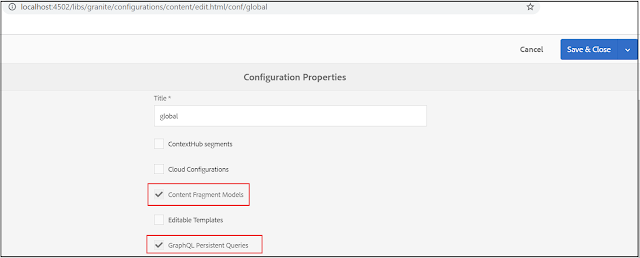 localhost:4502/libs/granite/configurations/content/edit.html/conf/global
Cancel Save & Close
Configuration Properties
Title *
global
ContextHub segments
Cloud Configurations
Content Fragment Models
Editable Templates
GraphQL Persistent Queries